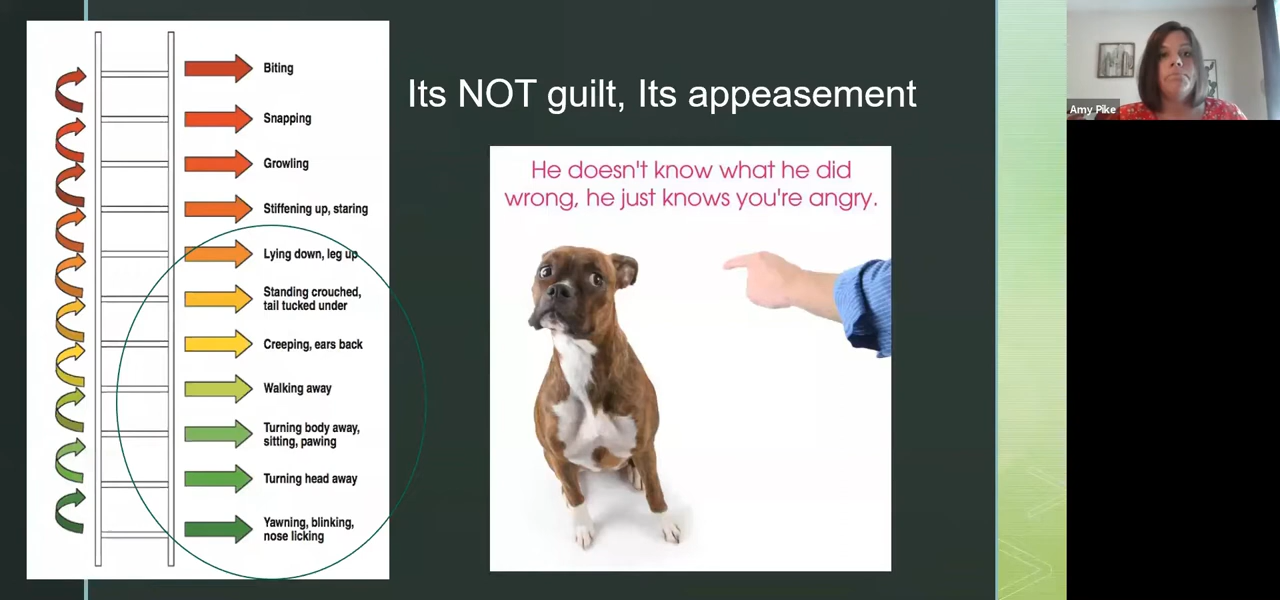 Its NOT guilt, Its appeasement
Biting
Snapping
Growling
Stiffening up, staring
Lying down, leg up
Standing crouched,
tail tucked under
Creeping, ears back
Walking away
Turning body away,
sitting, pawing
Turning head away
Yawning, blinking,
nose licking
He doesn't know what he did
wrong, he just knows you're angry.
Amy Pike